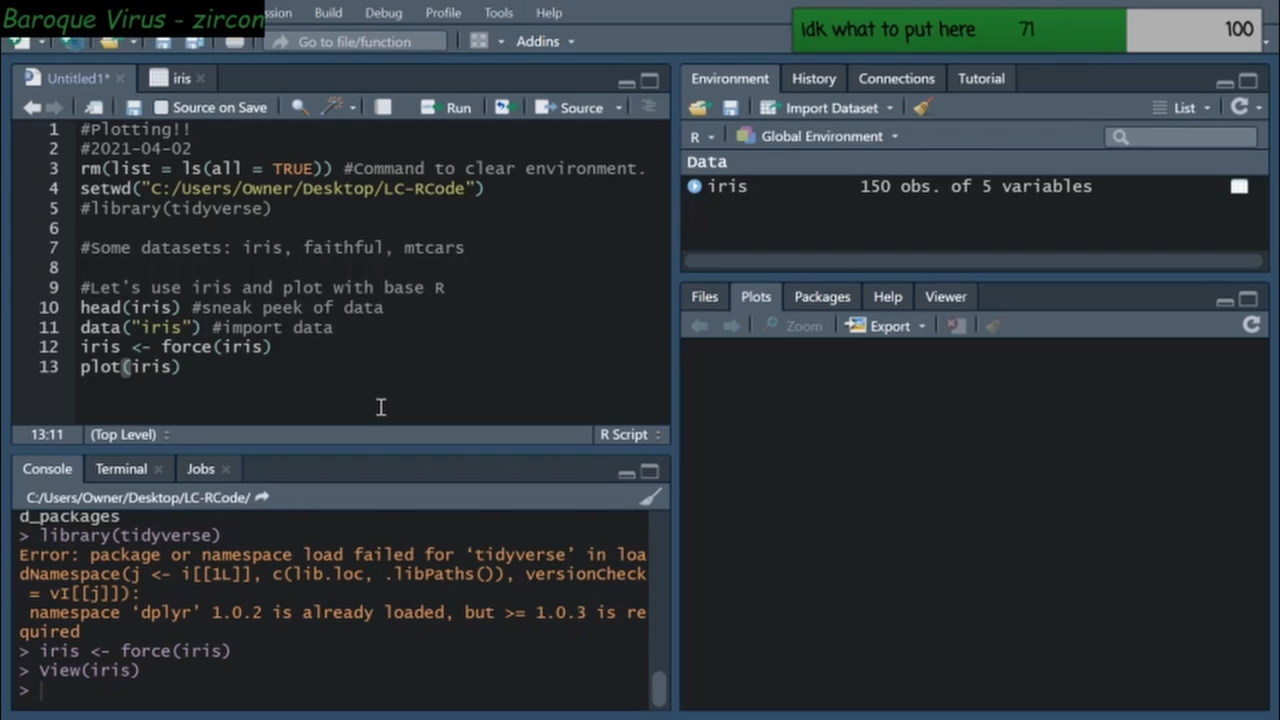 Baroque Virus - zircon
ssion Build Debug Profile Tools Help
Idk what to put here 71 100
Go to file/function Addins
Untitled1* iris
Source on Save Run Source
1 #Plotting!!
2 #2021-04-02
3 rm(list = ls(all = TRUE)) #Command to clear environment.
4 setwd("C:/Users/Owner/Desktop/LC-RCode")
5 #library(tidyverse)
6
7 #Some datasets: iris, faithful, mtcars
8
9 #Let's use iris and plot with base R
10 head(iris) #sneak peek of data
11 data("iris") #import data
12 iris <- force(iris)
13 plot(iris)
13:11 (Top Level) R Script
Console Terminal Jobs
C:/Users/Owner/Desktop/LC-RCode/
d_packages
> library(tidyverse)
Error: package or namespace load failed for ‘tidyverse’ in loa
dNamespace(j <- i[[1L]], c(lib.loc, .libPaths()), versionCheck
= vI[[j]]):
namespace ‘dplyr’ 1.0.2 is already loaded, but >= 1.0.3 is re
quired
> iris <- force(iris)
> View(iris)
>
Environment History Connections Tutorial
Import Dataset List
R Global Environment
Data
iris 150 obs. of 5 variables
Files Plots Packages Help Viewer
Zoom Export